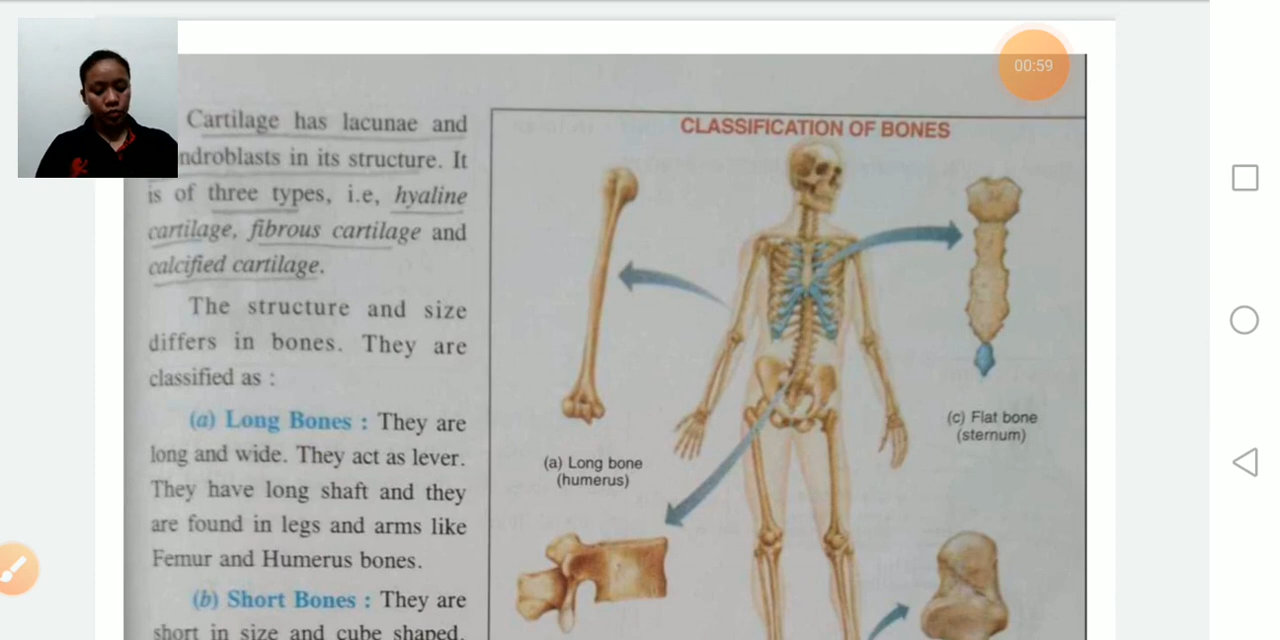 00:59
Cartilage has lacunae and
ndroblasts in its structure. It
is of three types, i.e, hyaline
cartilage, fibrous cartilage and
calcified cartilage.
The structure and size
differs in bones. They are
classified as :
(a) Long Bones : They are
long and wide. They act as lever.
They have long shaft and they
are found in legs and arms like
Femur and Humerus bones.
(b) Short Bones : They are
short in size and cube shaped.
CLASSIFICATION OF BONES
(a) Long bone
(humerus)
(c) Flat bone
(sternum)